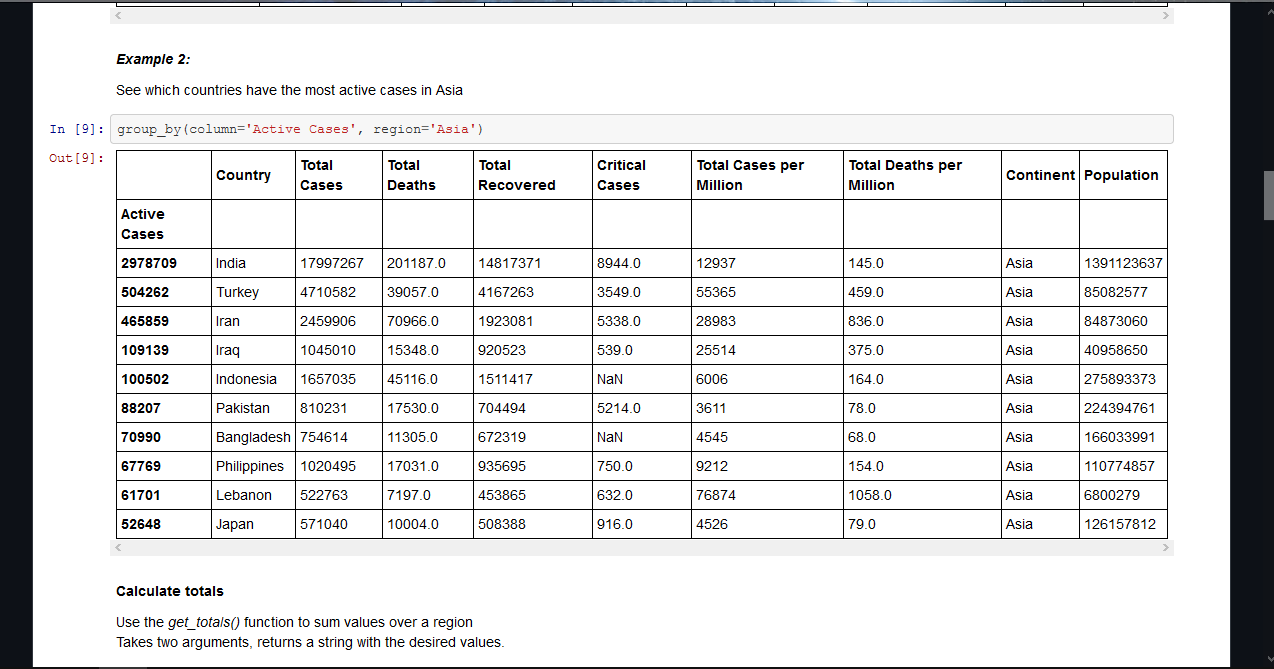 Example 2:
See which countries have the most active cases in Asia
In [9]: group_by(column='Active Cases', region='Asia')
Out[9]:
Country Total Cases Total Deaths Total Recovered Critical Cases Total Cases per Million Total Deaths per Million Continent Population
Active Cases
2978709 India 17997267 201187.0 14817371 8944.0 12937 145.0 Asia 1391123637
504262 Turkey 4710582 39057.0 4167263 3549.0 55365 459.0 Asia 85082577
465859 Iran 2459906 70966.0 1923081 5338.0 28983 836.0 Asia 84873060
109139 Iraq 1045010 15348.0 920523 539.0 25514 375.0 Asia 40958650
100502 Indonesia 1657035 45116.0 1511417 NaN 6006 164.0 Asia 275893373
88207 Pakistan 810231 17530.0 704494 5214.0 3611 78.0 Asia 224394761
70990 Bangladesh 754614 11305.0 672319 NaN 4545 68.0 Asia 166033991
67769 Philippines 1020495 17031.0 935695 750.0 9212 154.0 Asia 110774857
61701 Lebanon 522763 7197.0 453865 632.0 76874 1058.0 Asia 6800279
52648 Japan 571040 10004.0 508388 916.0 4526 79.0 Asia 126157812
Calculate totals
Use the get_totals() function to sum values over a region
Takes two arguments, returns a string with the desired values.